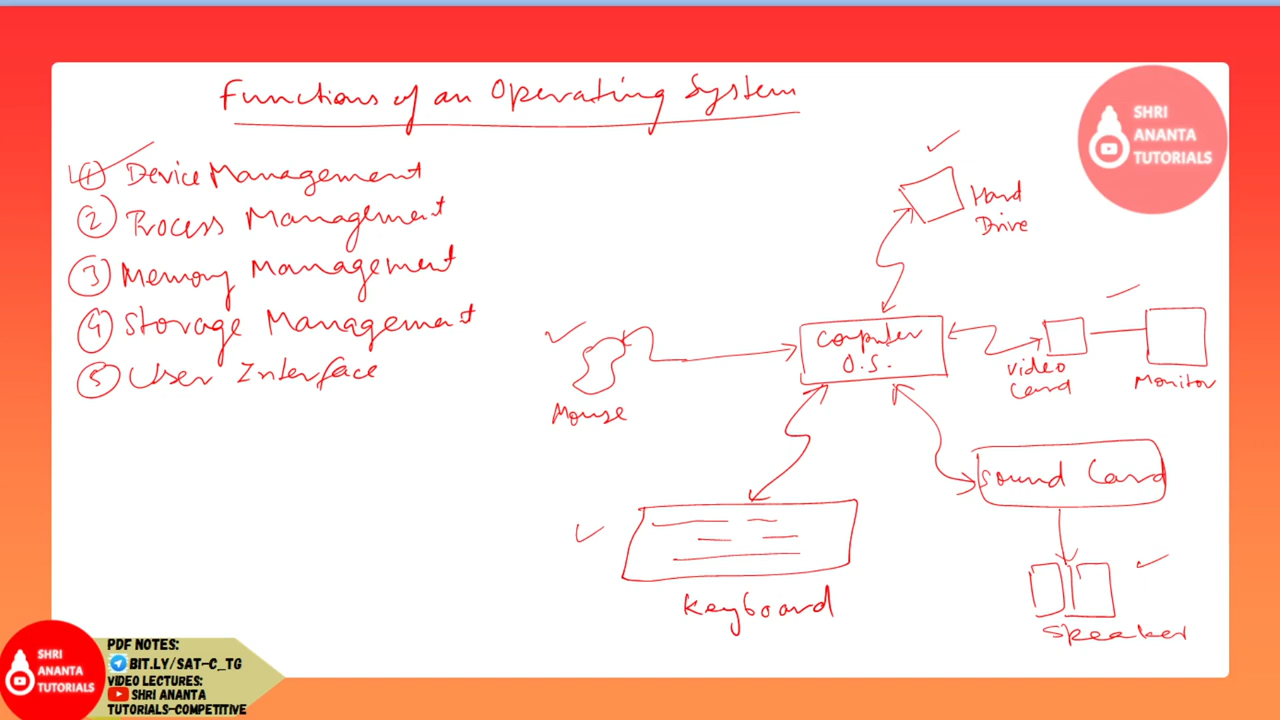 Functions of an Operating System
SHRI
ANANTA
TUTORIALS
① Device Management
② Process Management
③ Memory Management
④ Storage Management
⑤ User Interface
Hard
Drive
Computer
O.S.
Mouse
Video
Card
Monitor
Sound Card
Keyboard
Speaker
SHRI
ANANTA
TUTORIALS
PDF NOTES:
BIT.LY/SAT-C_TG
VIDEO LECTURES:
SHRI ANANTA
TUTORIALS-COMPETITIVE